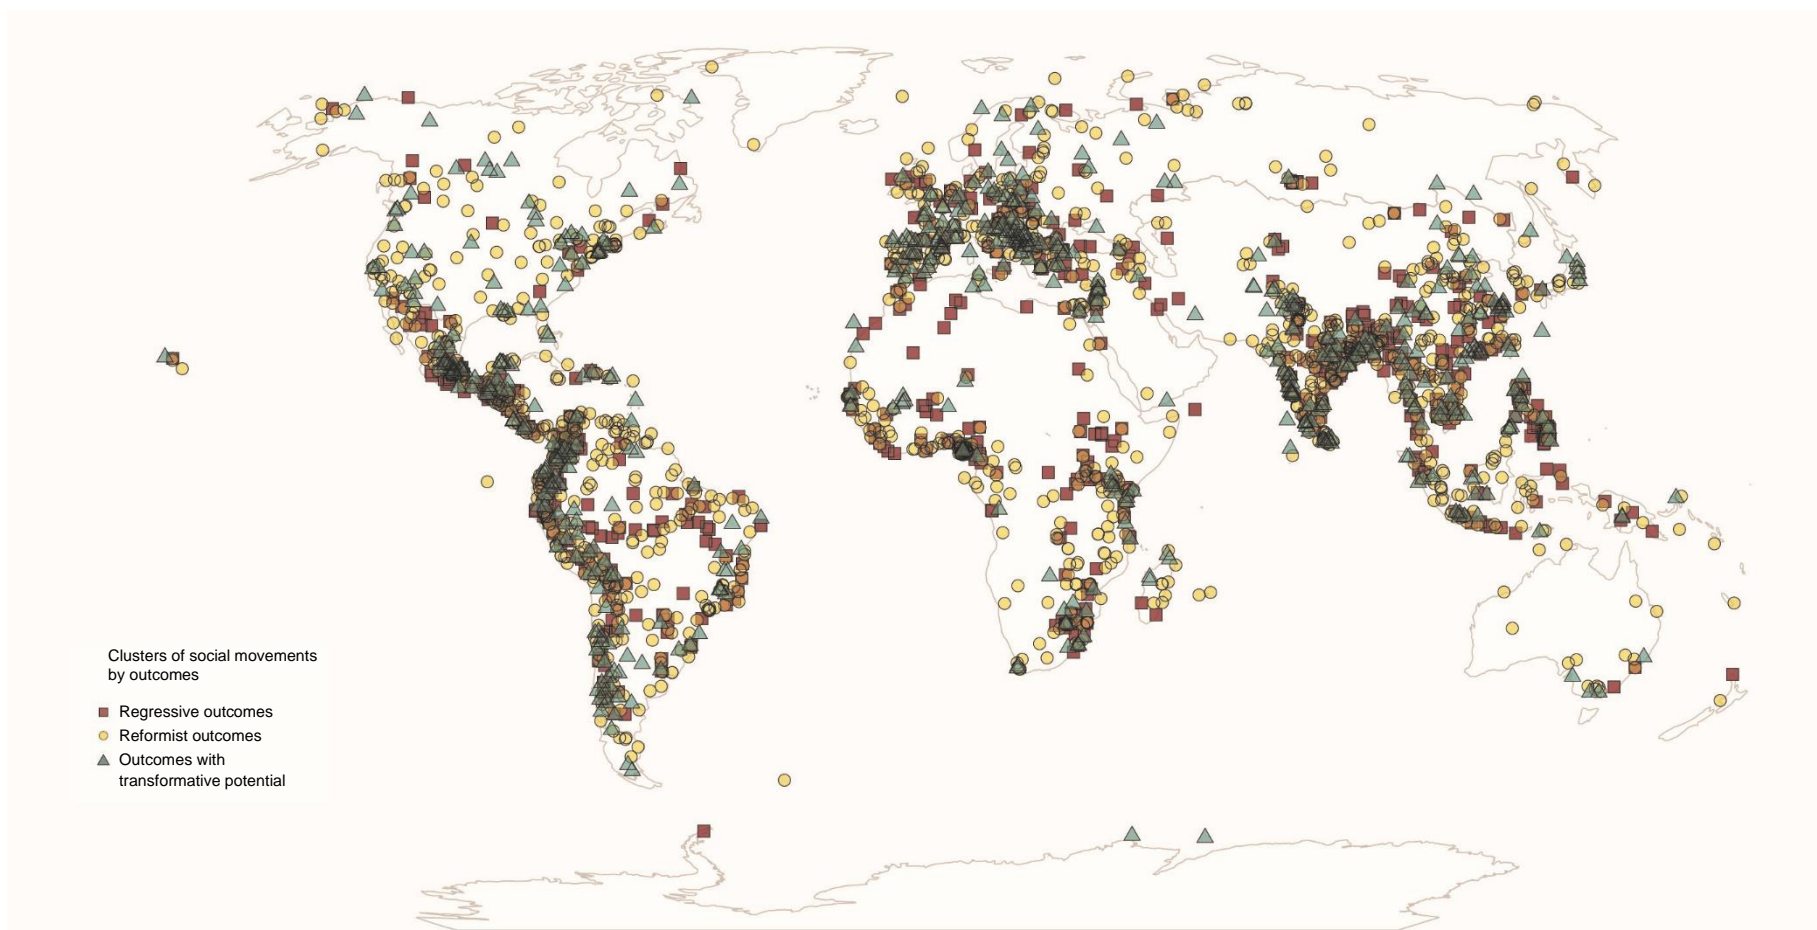 Clusters of social movements
by outcomes
Regressive outcomes
Reformist outcomes
Outcomes with
transformative potential